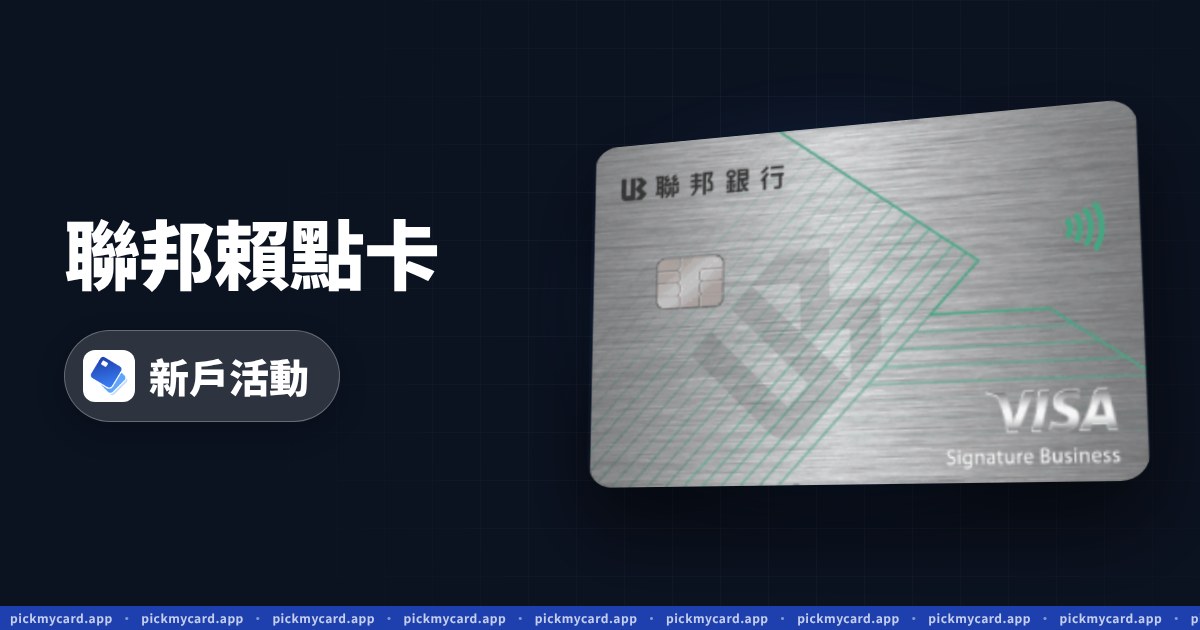 聯邦賴點卡
新戶活動
UB 聯邦銀行
VISA
Signature Business
pickmycard.app · pickmycard.app · pickmycard.app · pickmycard.app · pickmycard.app · pickmycard.app · pickmycard.app · pickmycard.app · pickmycard.app · p